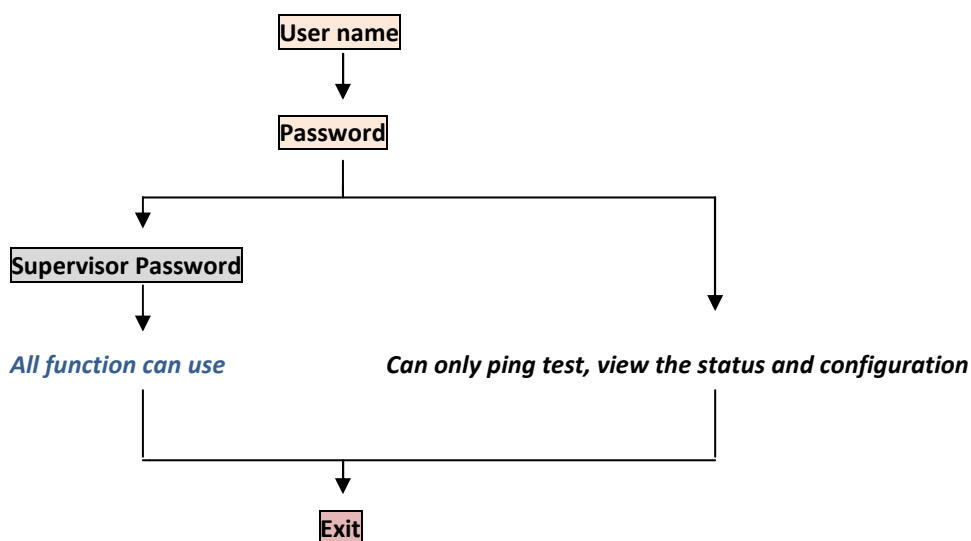 User name
Password
Supervisor Password
All function can use
Can only ping test, view the status and configuration
Exit